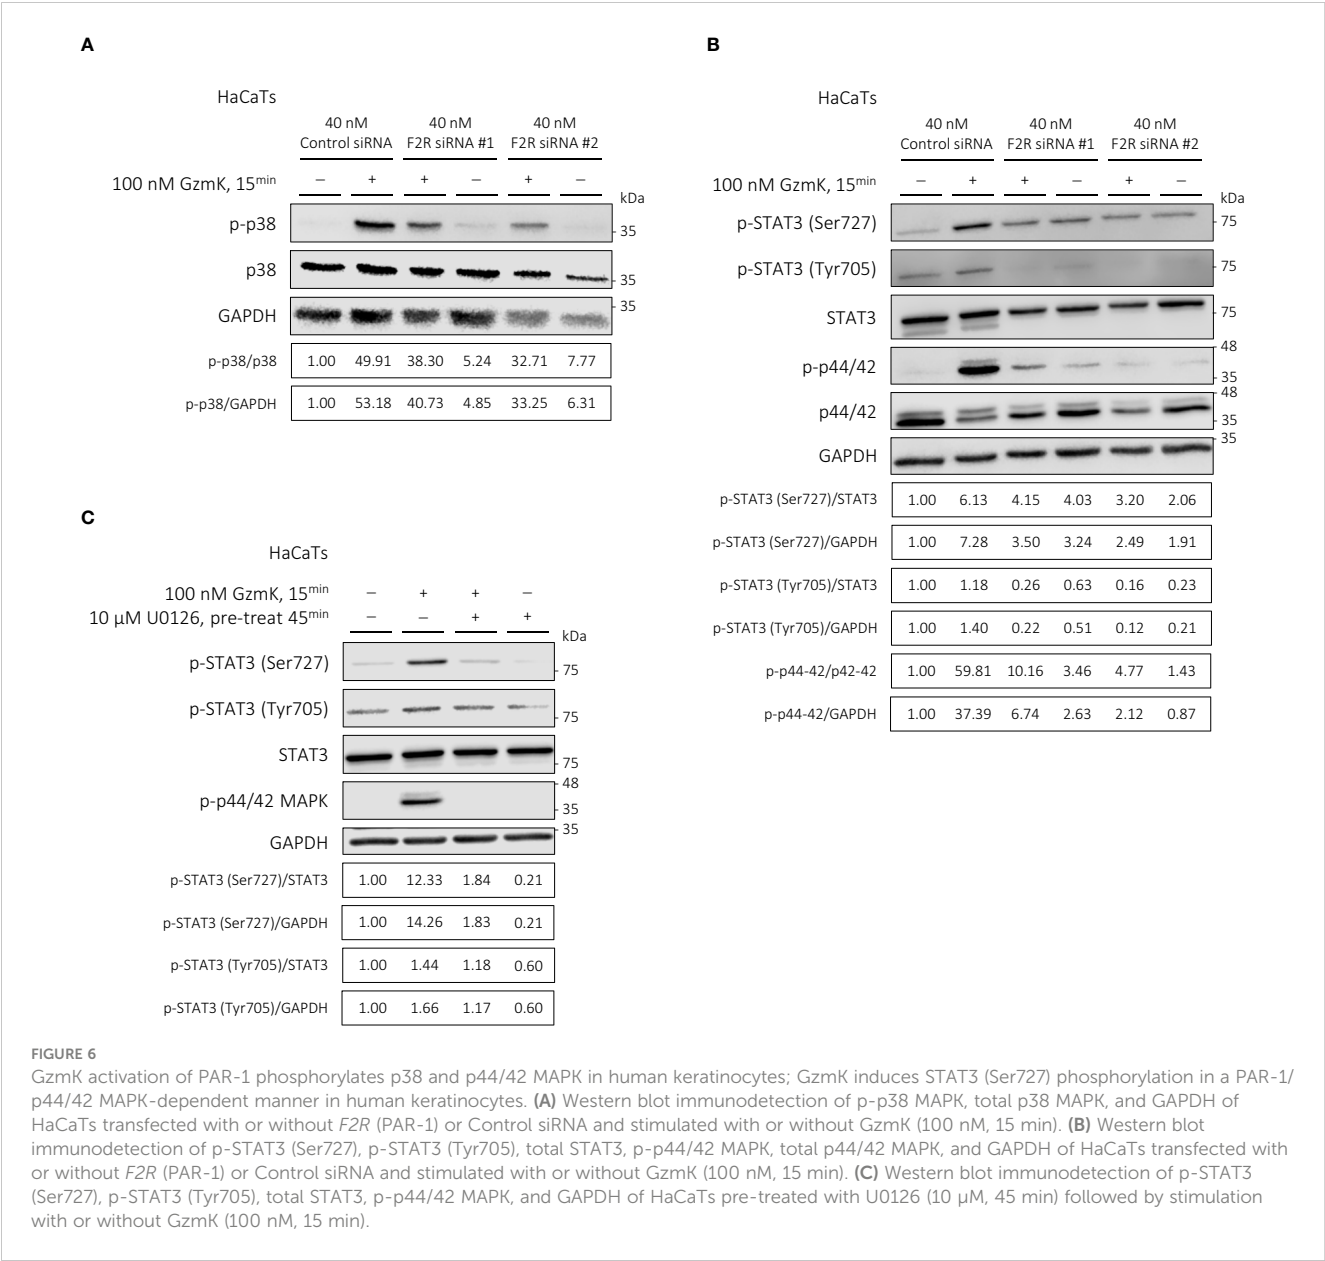 A
HaCaTs
40 nM
Control siRNA
40 nM
F2R siRNA #1
40 nM
F2R siRNA #2
100 nM GzmK, 15min – + + – + –
kDa
p-p38
35
p38
35
GAPDH
35
p-p38/p38 1.00 49.91 38.30 5.24 32.71 7.77
p-p38/GAPDH 1.00 53.18 40.73 4.85 33.25 6.31
B
HaCaTs
40 nM
Control siRNA
40 nM
F2R siRNA #1
40 nM
F2R siRNA #2
100 nM GzmK, 15min – + + – + –
kDa
p-STAT3 (Ser727)
75
p-STAT3 (Tyr705)
75
STAT3
75
48
p-p44/42
35
48
p44/42
35
35
GAPDH
p-STAT3 (Ser727)/STAT3 1.00 6.13 4.15 4.03 3.20 2.06
p-STAT3 (Ser727)/GAPDH 1.00 7.28 3.50 3.24 2.49 1.91
p-STAT3 (Tyr705)/STAT3 1.00 1.18 0.26 0.63 0.16 0.23
p-STAT3 (Tyr705)/GAPDH 1.00 1.40 0.22 0.51 0.12 0.21
p-p44-42/p42-42 1.00 59.81 10.16 3.46 4.77 1.43
p-p44-42/GAPDH 1.00 37.39 6.74 2.63 2.12 0.87
C
HaCaTs
100 nM GzmK, 15min – + + –
10 µM U0126, pre-treat 45min – – + +
kDa
p-STAT3 (Ser727)
75
p-STAT3 (Tyr705)
75
STAT3
75
48
p-p44/42 MAPK
35
35
GAPDH
p-STAT3 (Ser727)/STAT3 1.00 12.33 1.84 0.21
p-STAT3 (Ser727)/GAPDH 1.00 14.26 1.83 0.21
p-STAT3 (Tyr705)/STAT3 1.00 1.44 1.18 0.60
p-STAT3 (Tyr705)/GAPDH 1.00 1.66 1.17 0.60
FIGURE 6
GzmK activation of PAR-1 phosphorylates p38 and p44/42 MAPK in human keratinocytes; GzmK induces STAT3 (Ser727) phosphorylation in a PAR-1/
p44/42 MAPK-dependent manner in human keratinocytes. (A) Western blot immunodetection of p-p38 MAPK, total p38 MAPK, and GAPDH of
HaCaTs transfected with or without F2R (PAR-1) or Control siRNA and stimulated with or without GzmK (100 nM, 15 min). (B) Western blot
immunodetection of p-STAT3 (Ser727), p-STAT3 (Tyr705), total STAT3, p-p44/42 MAPK, total p44/42 MAPK, and GAPDH of HaCaTs transfected with
or without F2R (PAR-1) or Control siRNA and stimulated with or without GzmK (100 nM, 15 min). (C) Western blot immunodetection of p-STAT3
(Ser727), p-STAT3 (Tyr705), total STAT3, p-p44/42 MAPK, and GAPDH of HaCaTs pre-treated with U0126 (10 µM, 45 min) followed by stimulation
with or without GzmK (100 nM, 15 min).